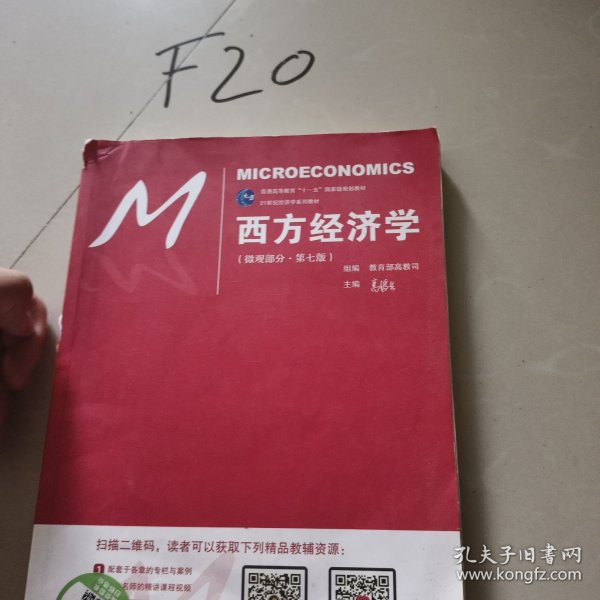 F20
MICROECONOMICS
普通高等教育“十一五”国家级规划教材
21世纪经济学系列教材
M
西方经济学
(微观部分·第七版)
组编 教育部高教司
主编 高鸿业
扫描二维码，读者可以获取下列精品教辅资源：
1 配套于各章的专栏与案例
名师的精讲课程视频
孔夫子旧书网
www.kongfz.com